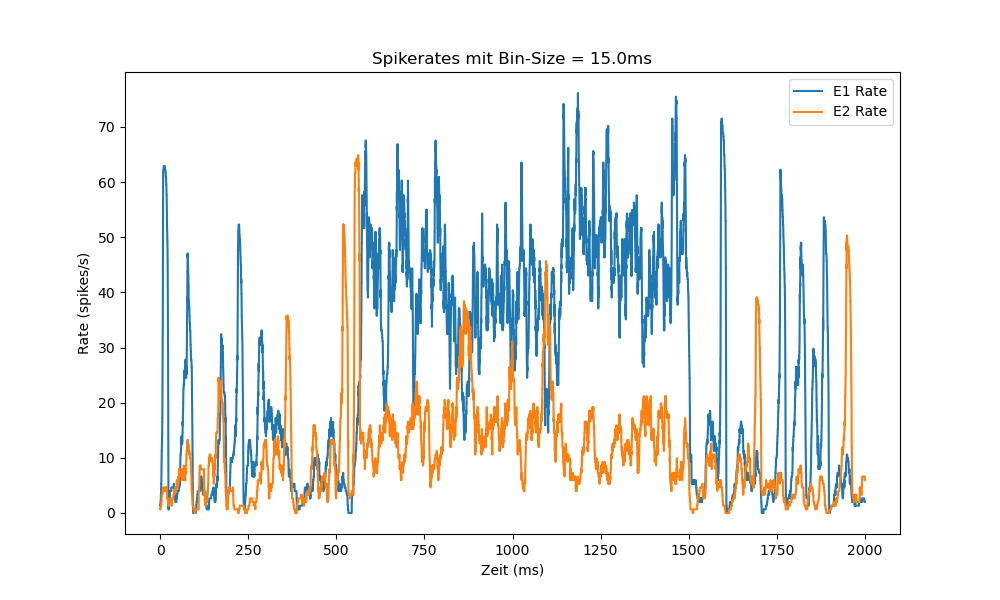 Spikerates mit Bin-Size = 15.0ms
E1 Rate
E2 Rate
Rate (spikes/s)
70
60
50
40
30
20
10
0
0 250 500 750 1000 1250 1500 1750 2000
Zeit (ms)